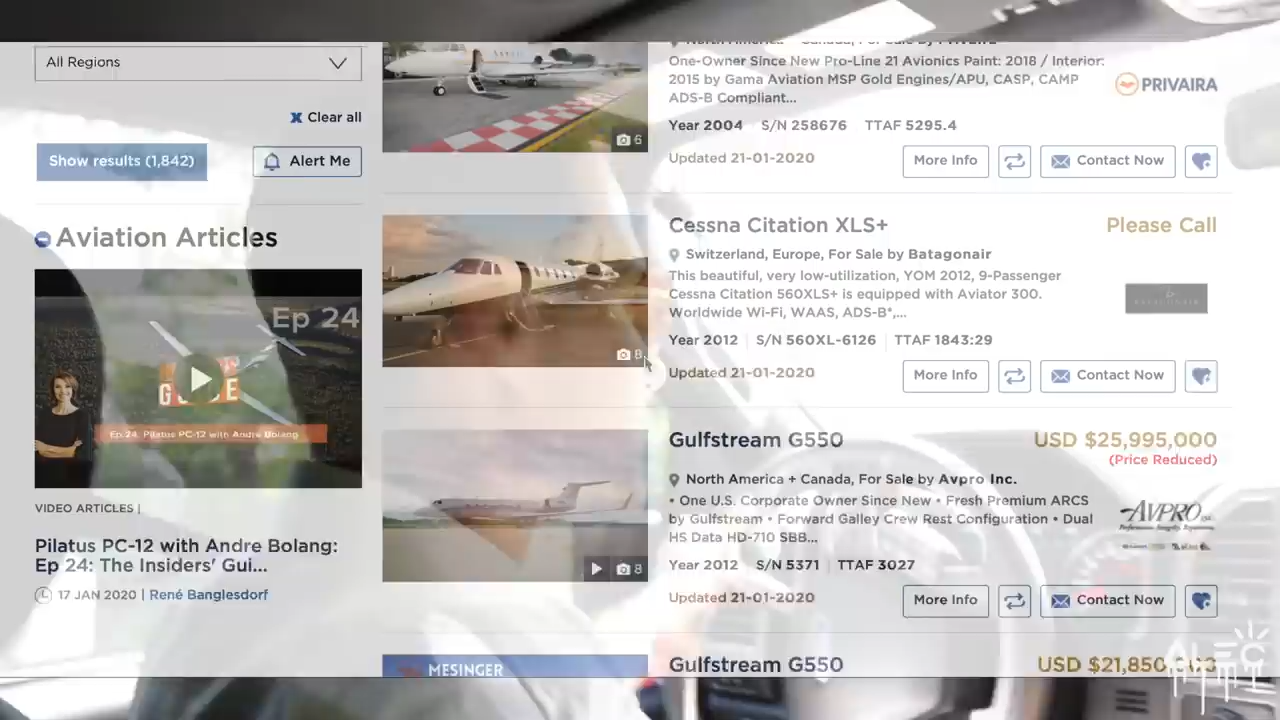 All Regions
Clear all
Show results (1,842)
Alert Me
Aviation Articles
Ep 24
Ep 24: Pilatus PC-12 with Andre Bolang
VIDEO ARTICLES |
Pilatus PC-12 with Andre Bolang:
Ep 24: The Insiders' Gui...
17 JAN 2020 | René Banglesdorf
North America + Canada, For Sale by Privaira
One-Owner Since New Pro-Line 21 Avionics Paint: 2018 / Interior:
2015 by Gama Aviation MSP Gold Engines/APU, CASP, CAMP
ADS-B Compliant...
PRIVAIRA
6
Year 2004 S/N 258676 TTAF 5295.4
Updated 21-01-2020
More Info
Contact Now
Cessna Citation XLS+
Please Call
Switzerland, Europe, For Sale by Batagonair
This beautiful, very low-utilization, YOM 2012, 9-Passenger
Cessna Citation 560XLS+ is equipped with Aviator 300.
Worldwide Wi-Fi, WAAS, ADS-B*,...
8
Year 2012 S/N 560XL-6126 TTAF 1843:29
Updated 21-01-2020
More Info
Contact Now
Gulfstream G550
USD $25,995,000
(Price Reduced)
North America + Canada, For Sale by Avpro Inc.
• One U.S. Corporate Owner Since New • Fresh Premium ARCS
by Gulfstream • Forward Galley Crew Rest Configuration • Dual
HS Data HD-710 SBB...
AVPRO
8
Year 2012 S/N 5371 TTAF 3027
Updated 21-01-2020
More Info
Contact Now
MESINGER
Gulfstream G550
USD $21,850
ALEC